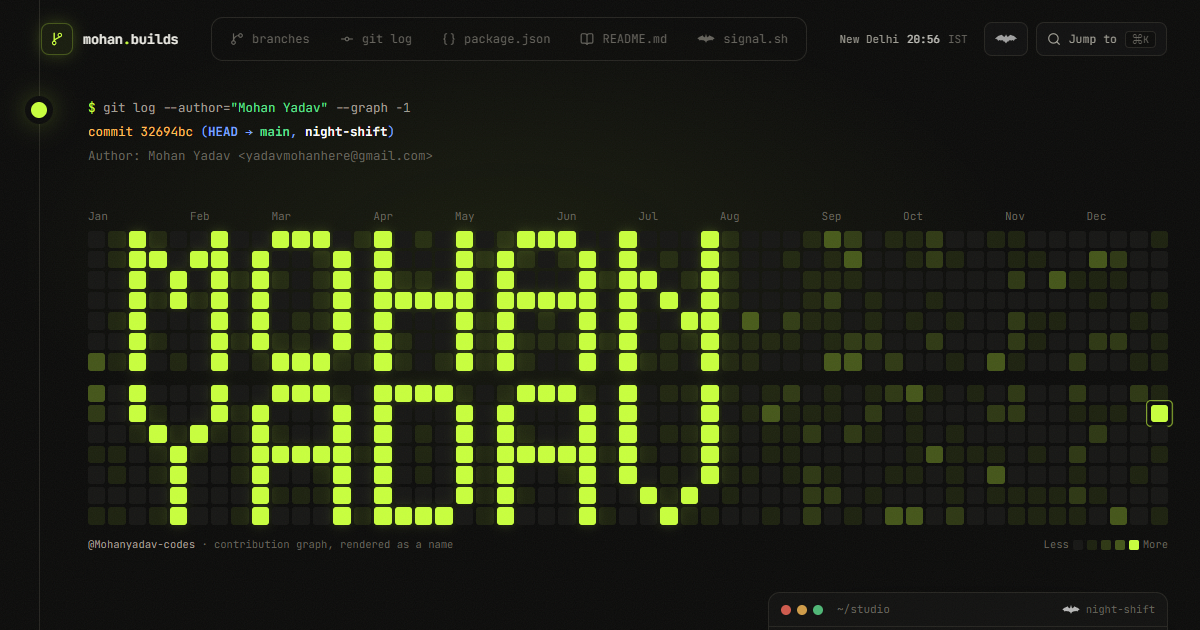 mohan.builds
branches git log {} package.json README.md signal.sh
New Delhi 20:56 IST
Jump to ⌘K
$ git log --author="Mohan Yadav" --graph -1
commit 32694bc (HEAD → main, night-shift)
Author: Mohan Yadav <yadavmohanhere@gmail.com>
Jan Feb Mar Apr May Jun Jul Aug Sep Oct Nov Dec
MOHAN
YADAV
@Mohanyadav-codes · contribution graph, rendered as a name
Less More
~/studio night-shift